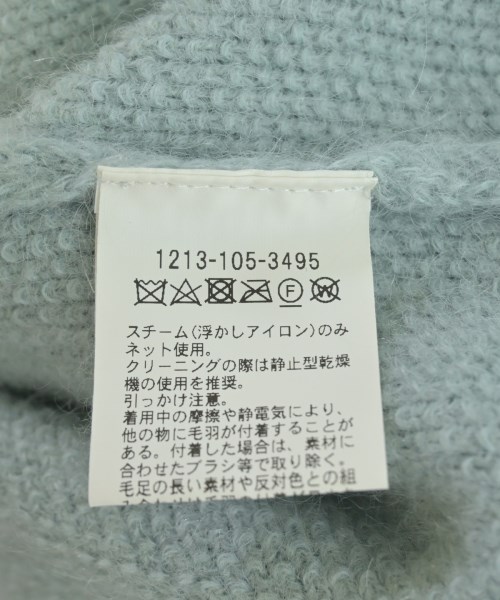 1213-105-3495
F W
スチーム(浮かしアイロン)のみ
ネット使用。
クリーニングの際は静止型乾燥
機の使用を推奨。
引っかけ注意。
着用中の摩擦や静電気により、
他の物に毛羽が付着することが
ある。付着した場合は、素材に
合わせたブラシ等で取り除く。
毛足の長い素材や反対色との組